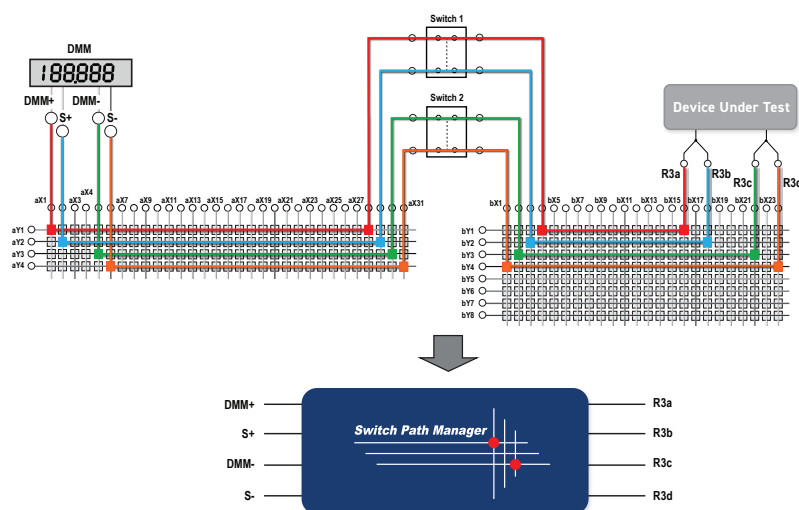 Switch 1
DMM
188.888
DMM+ DMM-
S+ S-
Switch 2
Device Under Test
R3a R3b R3c R3d
aX1 aX3 aX4 aX7 aX9 aX11 aX13 aX15 aX17 aX19 aX21 aX23 aX25 aX27 aX31
bX1 bX5 bX7 bX9 bX11 bX13 bX15 bX17 bX19 bX21 bX23
aY1
aY2
aY3
aY4
bY1
bY2
bY3
bY4
bY5
bY6
bY7
bY8
DMM+ R3a
S+ R3b
Switch Path Manager
DMM- R3c
S- R3d